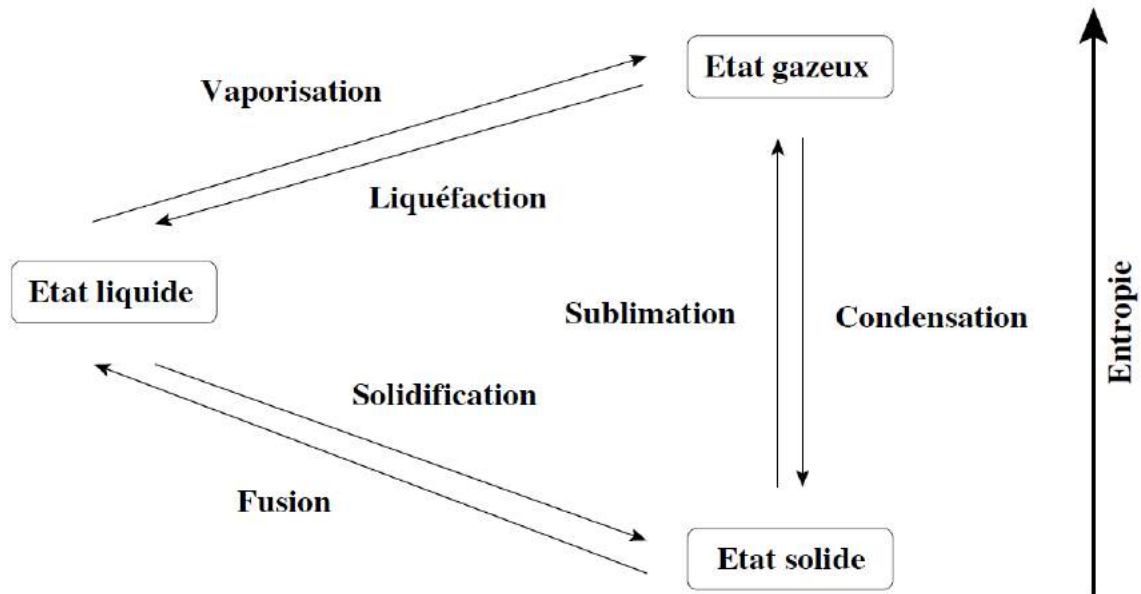 Etat gazeux
Vaporisation
Liquéfaction
Etat liquide
Sublimation
Condensation
Entropie
Solidification
Fusion
Etat solide